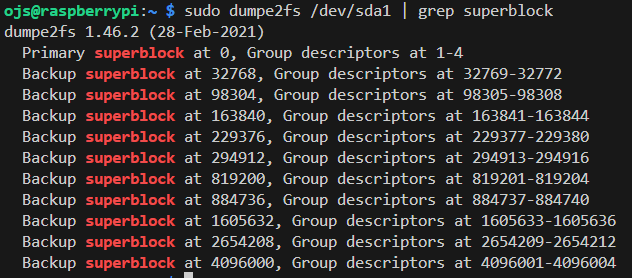 ojs@raspberrypi:~ $ sudo dumpe2fs /dev/sda1 | grep superblock
dumpe2fs 1.46.2 (28-Feb-2021)
  Primary superblock at 0, Group descriptors at 1-4
  Backup superblock at 32768, Group descriptors at 32769-32772
  Backup superblock at 98304, Group descriptors at 98305-98308
  Backup superblock at 163840, Group descriptors at 163841-163844
  Backup superblock at 229376, Group descriptors at 229377-229380
  Backup superblock at 294912, Group descriptors at 294913-294916
  Backup superblock at 819200, Group descriptors at 819201-819204
  Backup superblock at 884736, Group descriptors at 884737-884740
  Backup superblock at 1605632, Group descriptors at 1605633-1605636
  Backup superblock at 2654208, Group descriptors at 2654209-2654212
  Backup superblock at 4096000, Group descriptors at 4096001-4096004